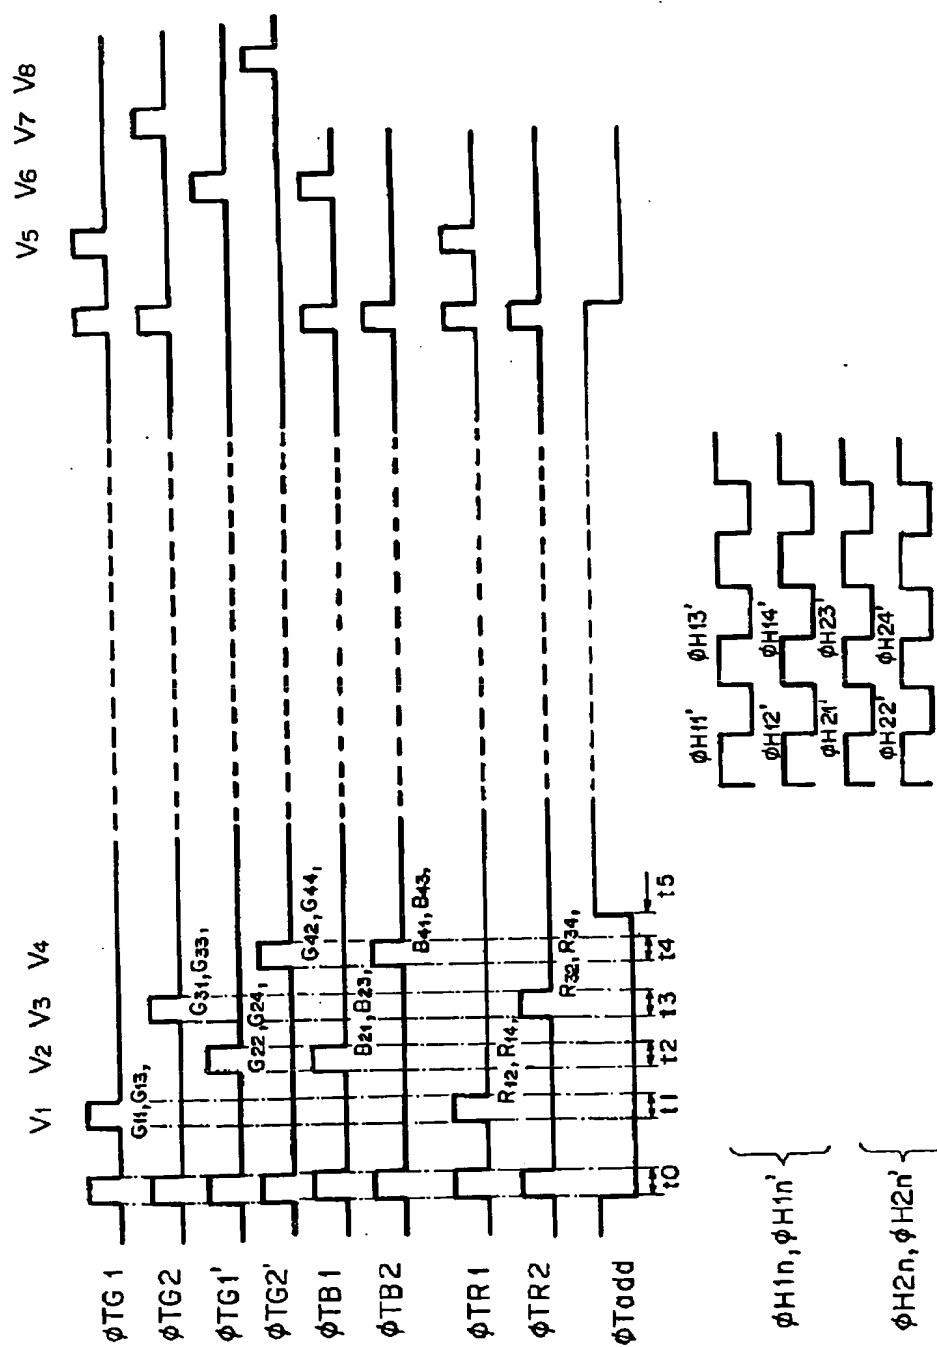 V1 V2 V3 V4 V5 V6 V7 V8
φTG1
G11,G13,
φTG2
G31,G33,
φTG1'
G22,G24,
φTG2'
G42,G44,
φTB1
B21,B23,
φTB2
B41,B43,
φTR1
R12,R14,
φTR2
R32,R34,
φTadd
t0 t1 t2 t3 t4 t5
φH1n,φH1n'
φH11' φH13'
φH12' φH14'
φH2n,φH2n'
φH21' φH23'
φH22' φH24'